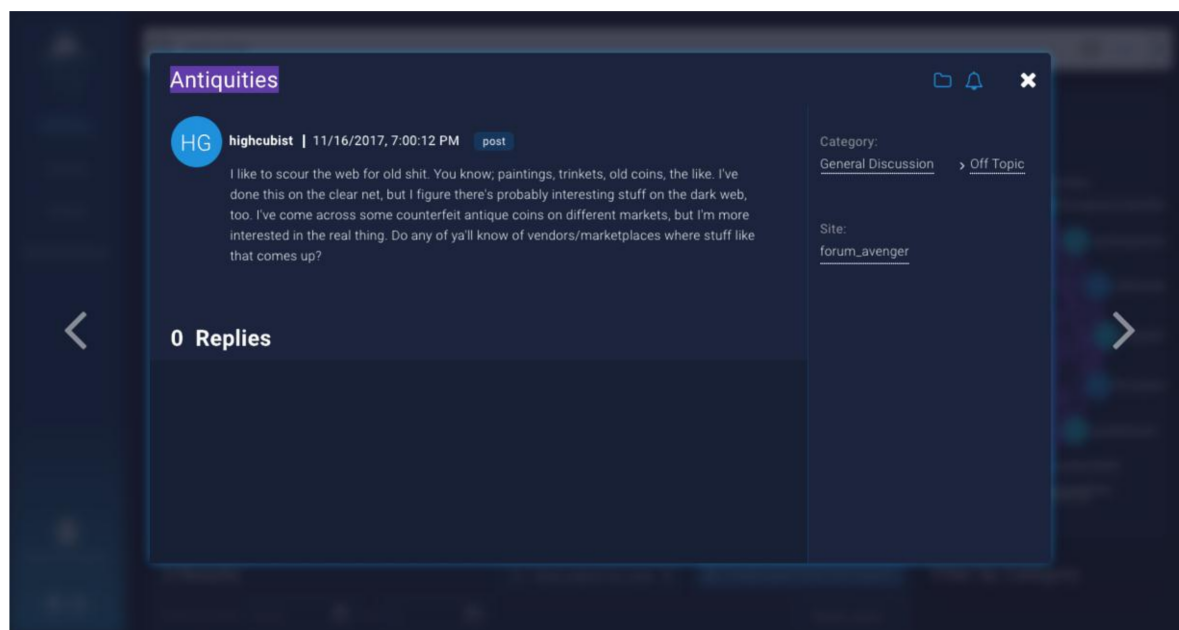 Antiquities
HG
highcubist | 11/16/2017, 7:00:12 PM post
I like to scour the web for old shit. You know; paintings, trinkets, old coins, the like. I've
done this on the clear net, but I figure there's probably interesting stuff on the dark web,
too. I've come across some counterfeit antique coins on different markets, but I'm more
interested in the real thing. Do any of ya'll know of vendors/marketplaces where stuff like
that comes up?
0 Replies
Category:
General Discussion > Off Topic
Site:
forum_avenger